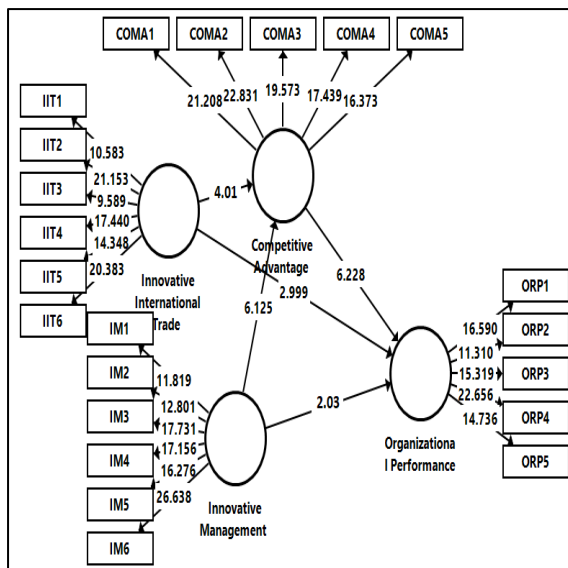 COMA1 COMA2 COMA3 COMA4 COMA5
21.208 22.831 19.573 17.439 16.373
IIT1
IIT2
IIT3
IIT4
IIT5
IIT6
10.583
21.153
9.589
17.440
14.348
20.383
4.01
Innovative
International
Trade
Competitive
Advantage
6.125
2.999
6.228
IM1
IM2
IM3
IM4
IM5
IM6
11.819
12.801
17.731
17.156
16.276
26.638
Innovative
Management
2.03
Organizationa
l Performance
16.590
11.310
15.319
22.656
14.736
ORP1
ORP2
ORP3
ORP4
ORP5